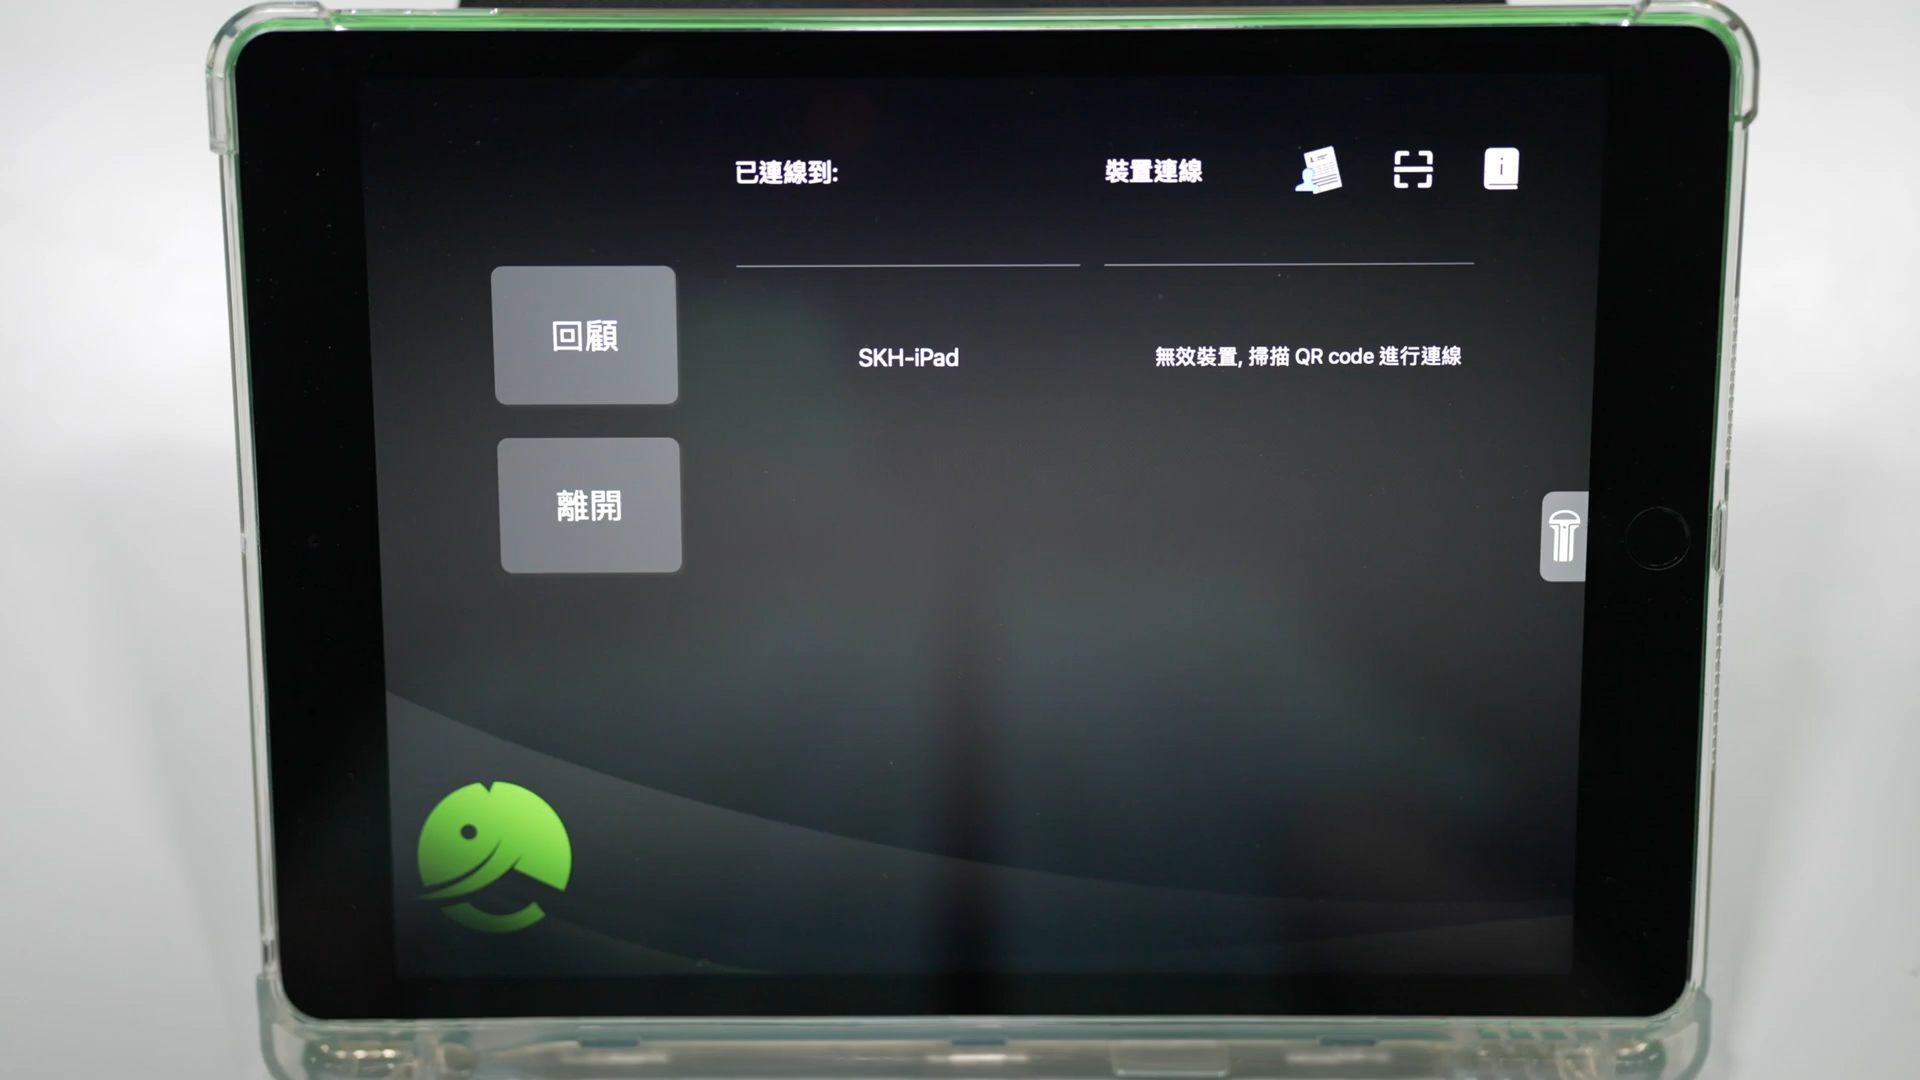 已連線到:
裝置連線
回顧
SKH-iPad
無效裝置, 掃描 QR code 進行連線
離開